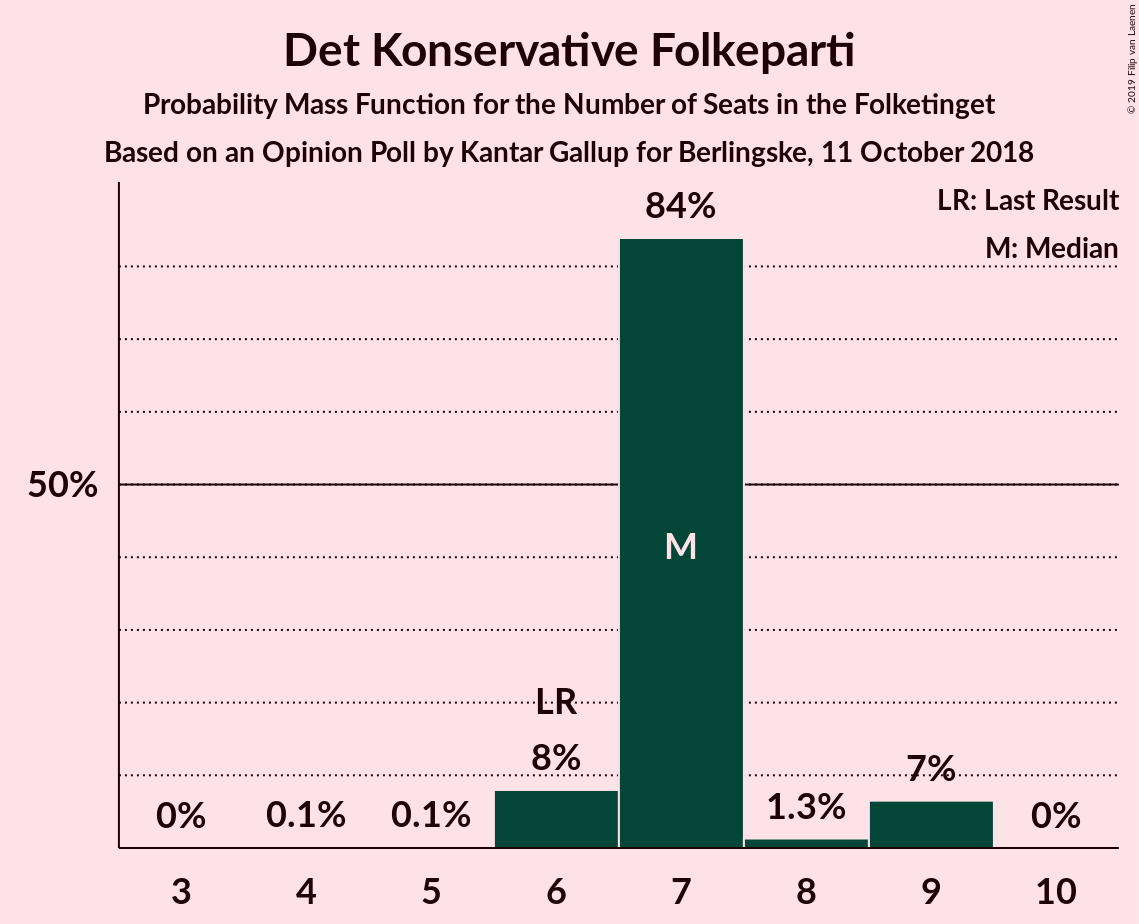 Det Konservative Folkeparti
Probability Mass Function for the Number of Seats in the Folketinget
Based on an Opinion Poll by Kantar Gallup for Berlingske, 11 October 2018
© 2019 Filip van Laenen
LR: Last Result
M: Median
84%
50%
M
LR
8%
7%
1.3%
0%
0.1%
0.1%
0%
3
4
5
6
7
8
9
10